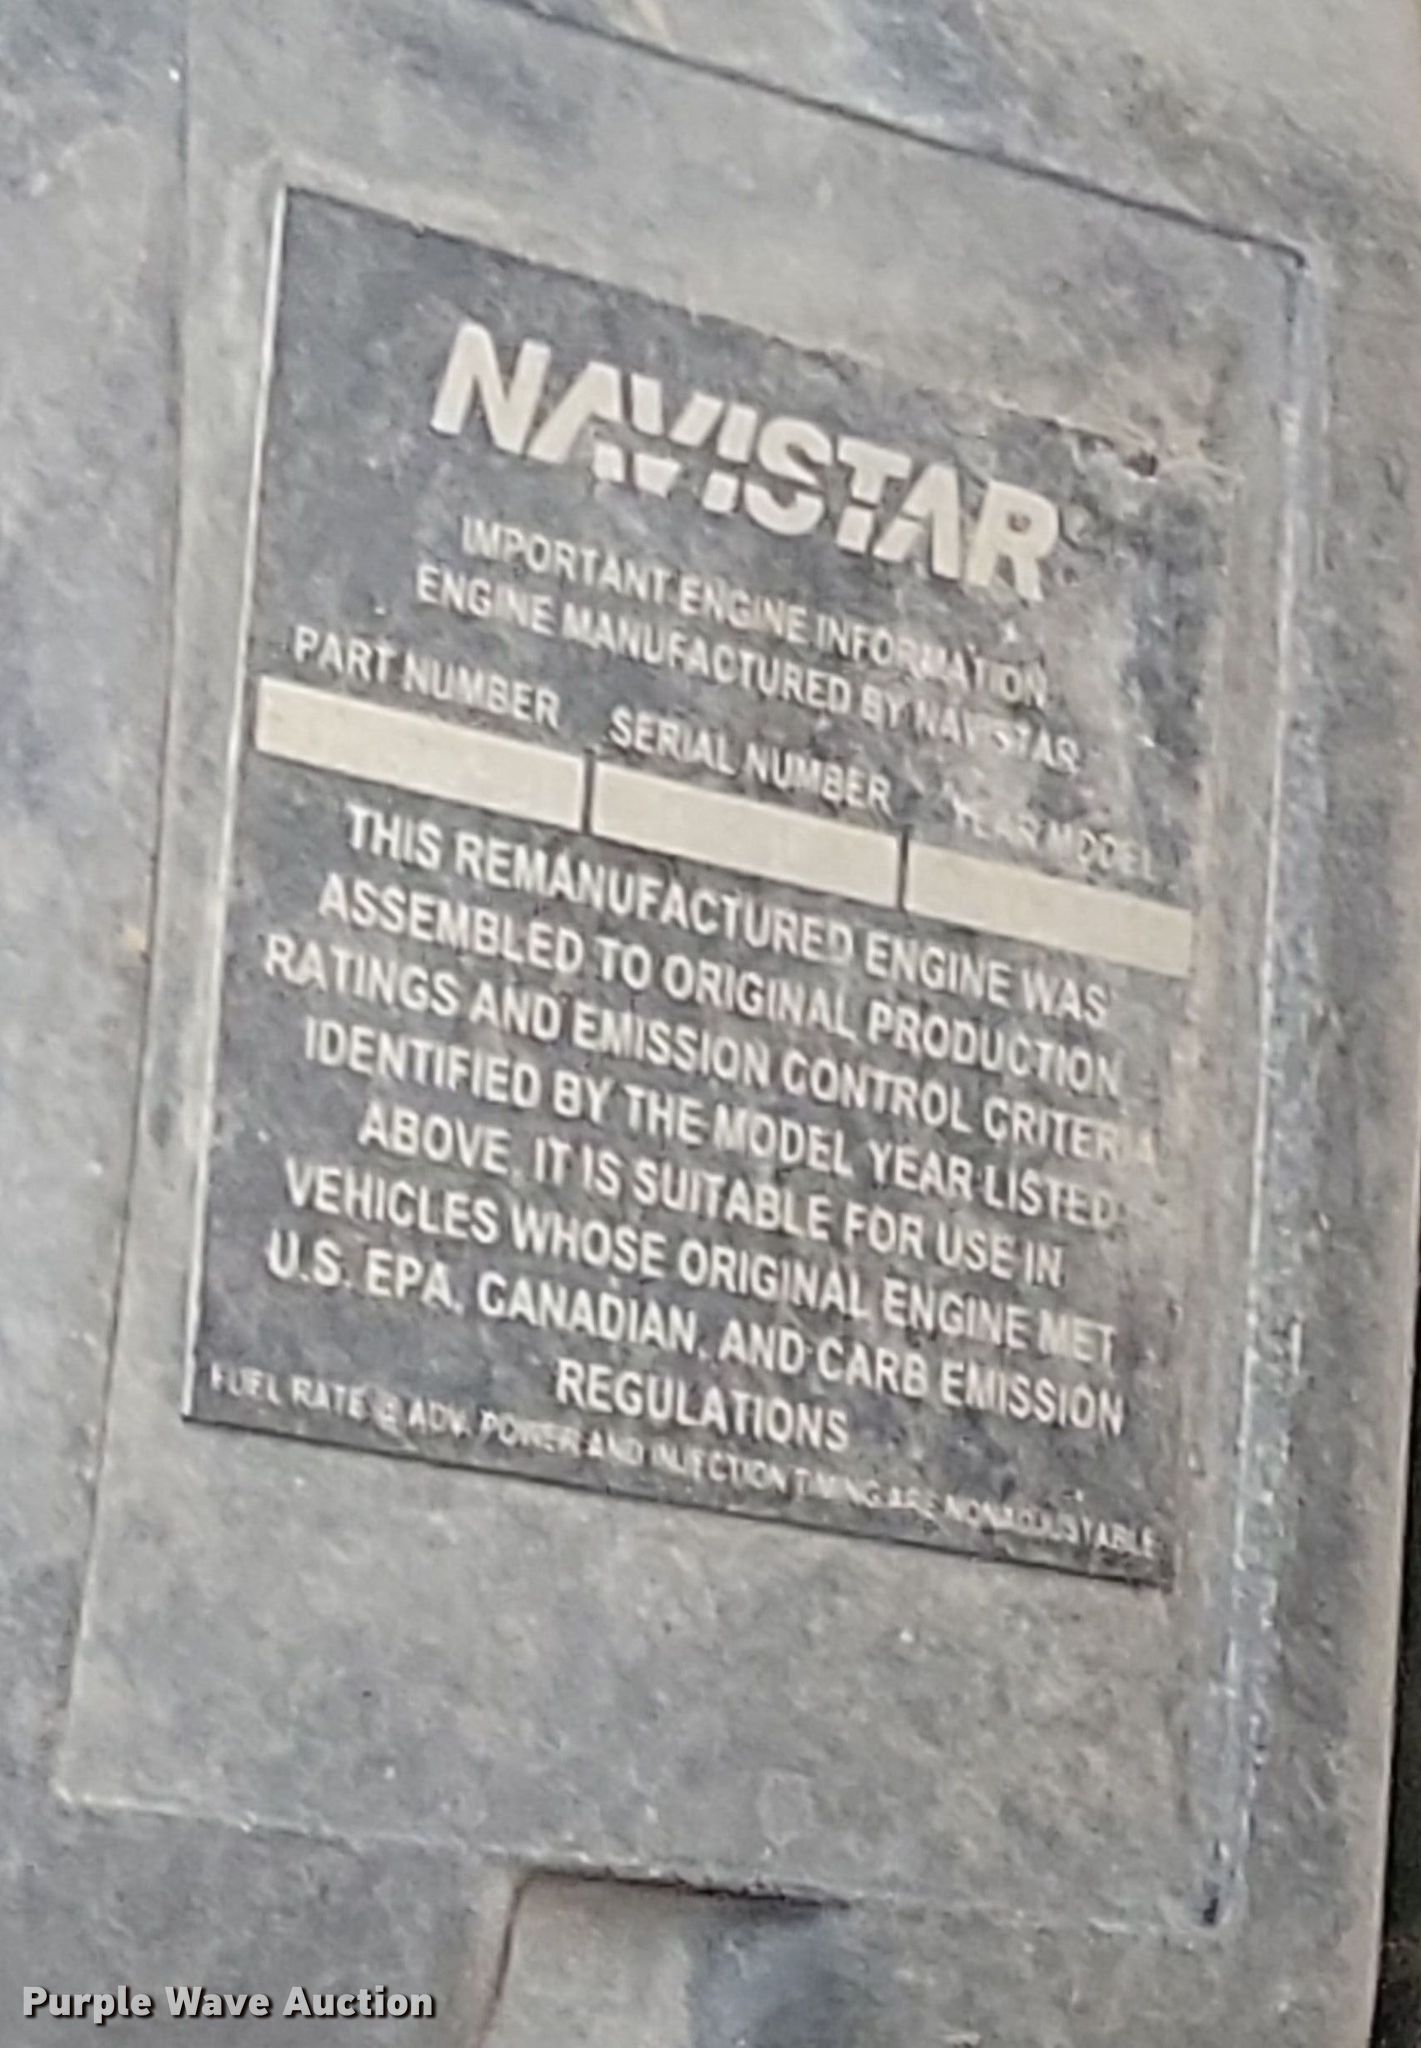 NAVISTAR
IMPORTANT ENGINE INFORMATION
ENGINE MANUFACTURED BY NAVISTAR
PART NUMBER SERIAL NUMBER YEAR MODEL
THIS REMANUFACTURED ENGINE WAS
ASSEMBLED TO ORIGINAL PRODUCTION
RATINGS AND EMISSION CONTROL CRITERIA
IDENTIFIED BY THE MODEL YEAR LISTED
ABOVE. IT IS SUITABLE FOR USE IN
VEHICLES WHOSE ORIGINAL ENGINE MET
U.S. EPA, CANADIAN, AND CARB EMISSION
REGULATIONS
FUEL RATE @ ADV. POWER AND INJECTION TIMING ARE NONADJUSTABLE
Purple Wave Auction